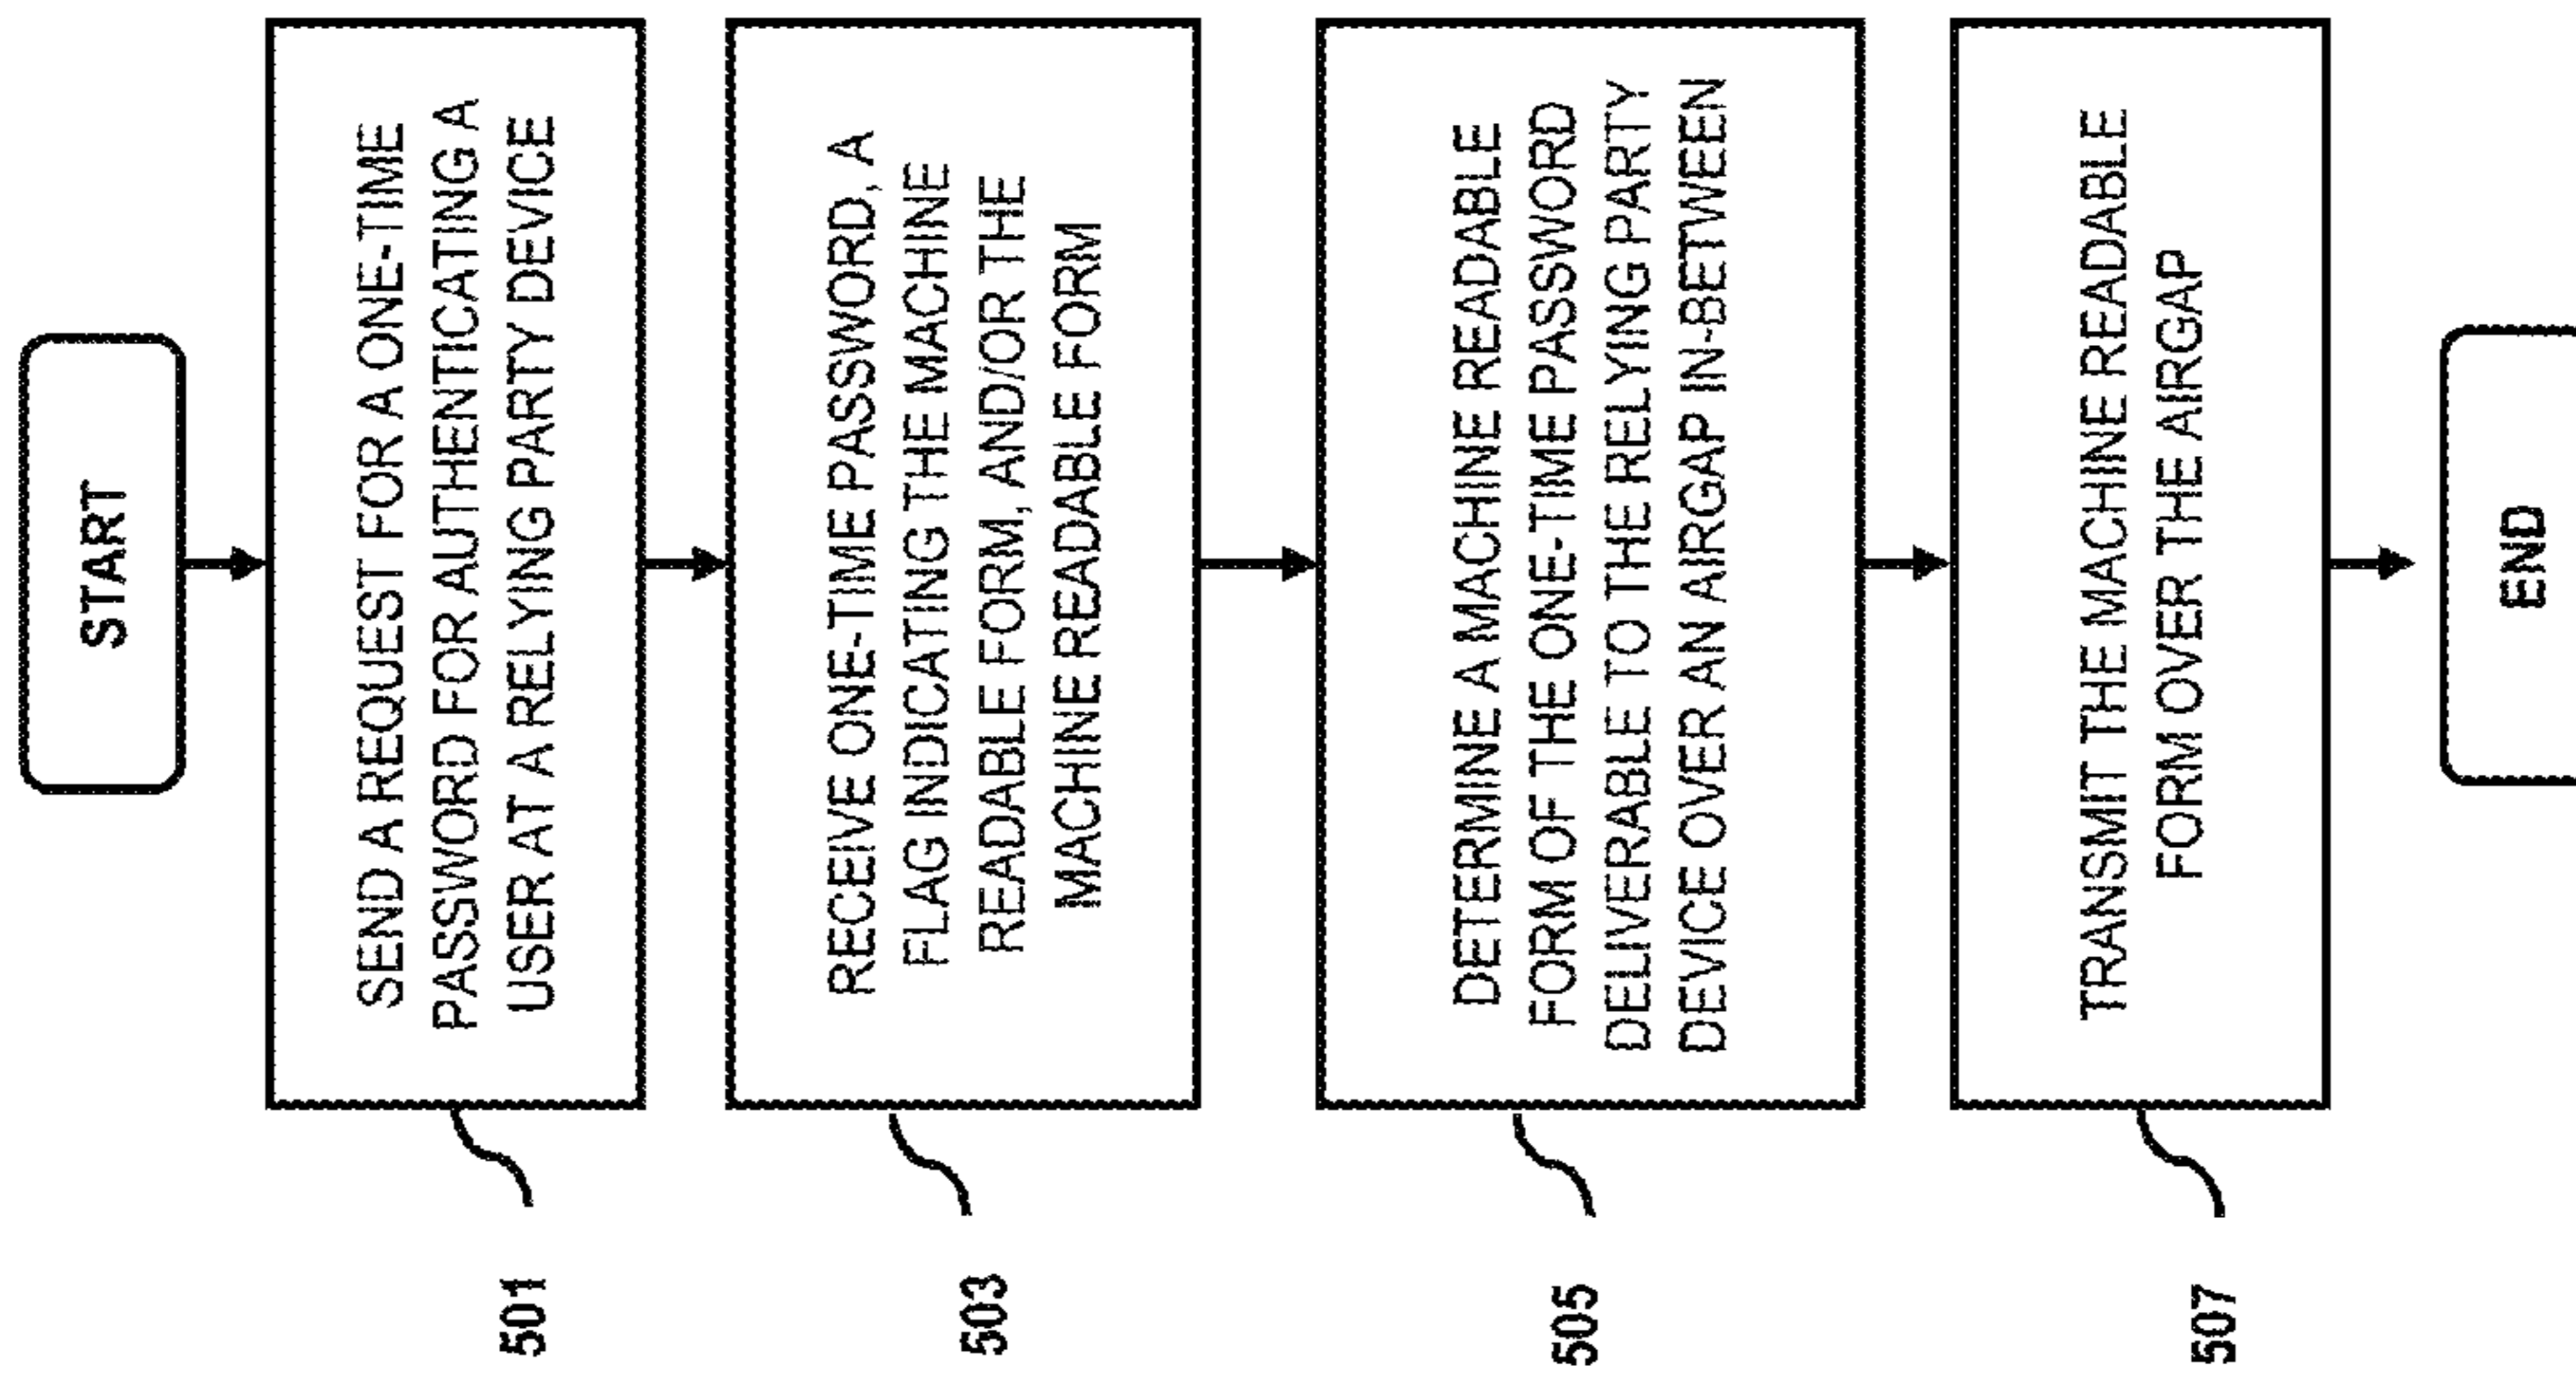 START
501
SEND A REQUEST FOR A ONE-TIME
PASSWORD FOR AUTHENTICATING A
USER AT A RELYING PARTY DEVICE
503
RECEIVE ONE-TIME PASSWORD, A
FLAG INDICATING THE MACHINE
READABLE FORM, AND/OR THE
MACHINE READABLE FORM
505
DETERMINE A MACHINE READABLE
FORM OF THE ONE-TIME PASSWORD
DELIVERABLE TO THE RELYING PARTY
DEVICE OVER AN AIRGAP IN-BETWEEN
507
TRANSMIT THE MACHINE READABLE
FORM OVER THE AIRGAP
END